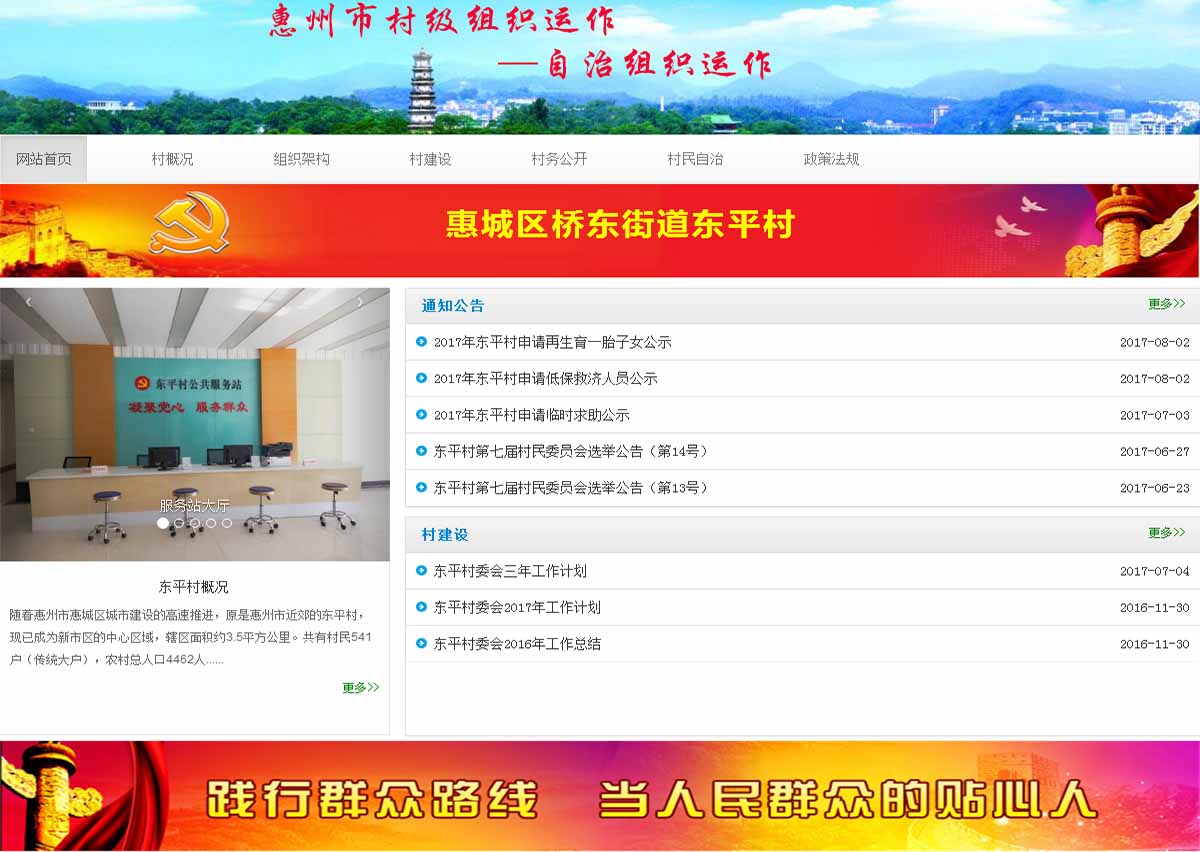 惠州市村级组织运作
—自治组织运作
网站首页 村概况 组织架构 村建设 村务公开 村民自治 政策法规
惠城区桥东街道东平村
东平村公共服务站
凝聚党心 服务群众
服务站大厅
东平村概况
随着惠州市惠城区城市建设的高速推进，原是惠州市近郊的东平村，
现已成为新市区的中心区域，辖区面积约3.5平方公里。共有村民541
户（传统大户），农村总人口4462人......
更多>>
通知公告 更多>>
2017年东平村申请再生育一胎子女公示 2017-08-02
2017年东平村申请低保救济人员公示 2017-08-02
2017年东平村申请临时求助公示 2017-07-03
东平村第七届村民委员会选举公告（第14号） 2017-06-27
东平村第七届村民委员会选举公告（第13号） 2017-06-23
村建设 更多>>
东平村委会三年工作计划 2017-07-04
东平村委会2017年工作计划 2016-11-30
东平村委会2016年工作总结 2016-11-30
践行群众路线 当人民群众的贴心人